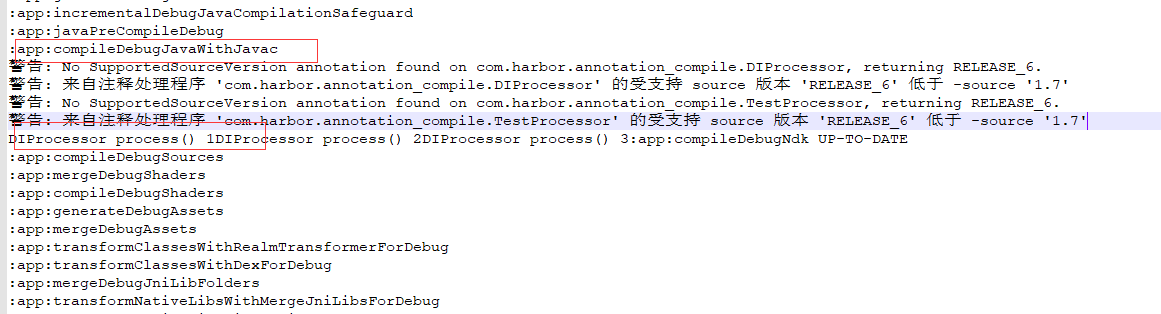 :app:incrementalDebugJavaCompilationSafeguard
:app:javaPreCompileDebug
:app:compileDebugJavaWithJavac
警告: No SupportedSourceVersion annotation found on com.harbor.annotation_compile.DIProcessor, returning RELEASE_6.
警告: 来自注释处理程序 'com.harbor.annotation_compile.DIProcessor' 的受支持 source 版本 'RELEASE_6' 低于 -source '1.7'
警告: No SupportedSourceVersion annotation found on com.harbor.annotation_compile.TestProcessor, returning RELEASE_6.
警告: 来自注释处理程序 'com.harbor.annotation_compile.TestProcessor' 的受支持 source 版本 'RELEASE_6' 低于 -source '1.7'
DIProcessor process() 1DIProcessor process() 2DIProcessor process() 3:app:compileDebugNdk UP-TO-DATE
:app:compileDebugSources
:app:mergeDebugShaders
:app:compileDebugShaders
:app:generateDebugAssets
:app:mergeDebugAssets
:app:transformClassesWithRealmTransformerForDebug
:app:transformClassesWithDexForDebug
:app:mergeDebugJniLibFolders
:app:transformNativeLibsWithMergeJniLibsForDebug